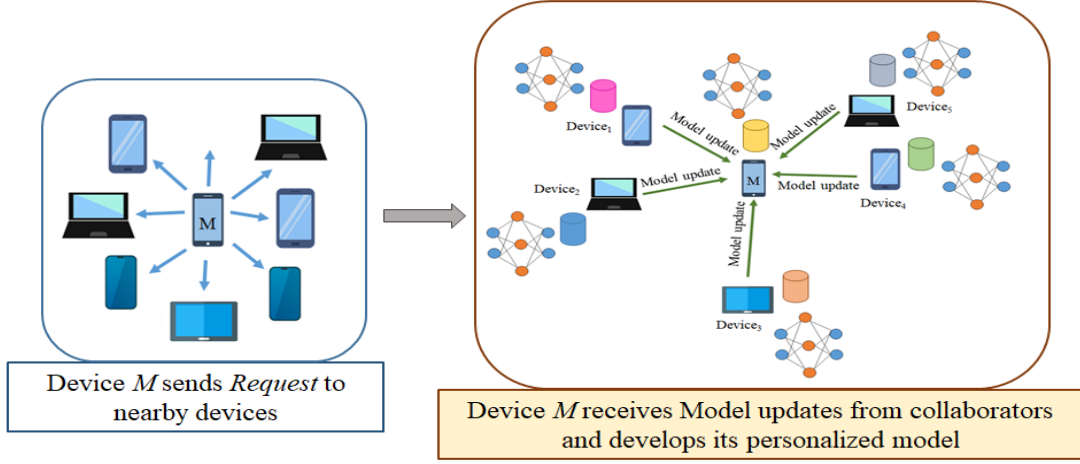 M
Device M sends Request to
nearby devices
Device₁
Model update
Device₂
Model update
Device₃
Model update
Device₄
Model update
Device₅
Model update
M
Device M receives Model updates from collaborators
and develops its personalized model